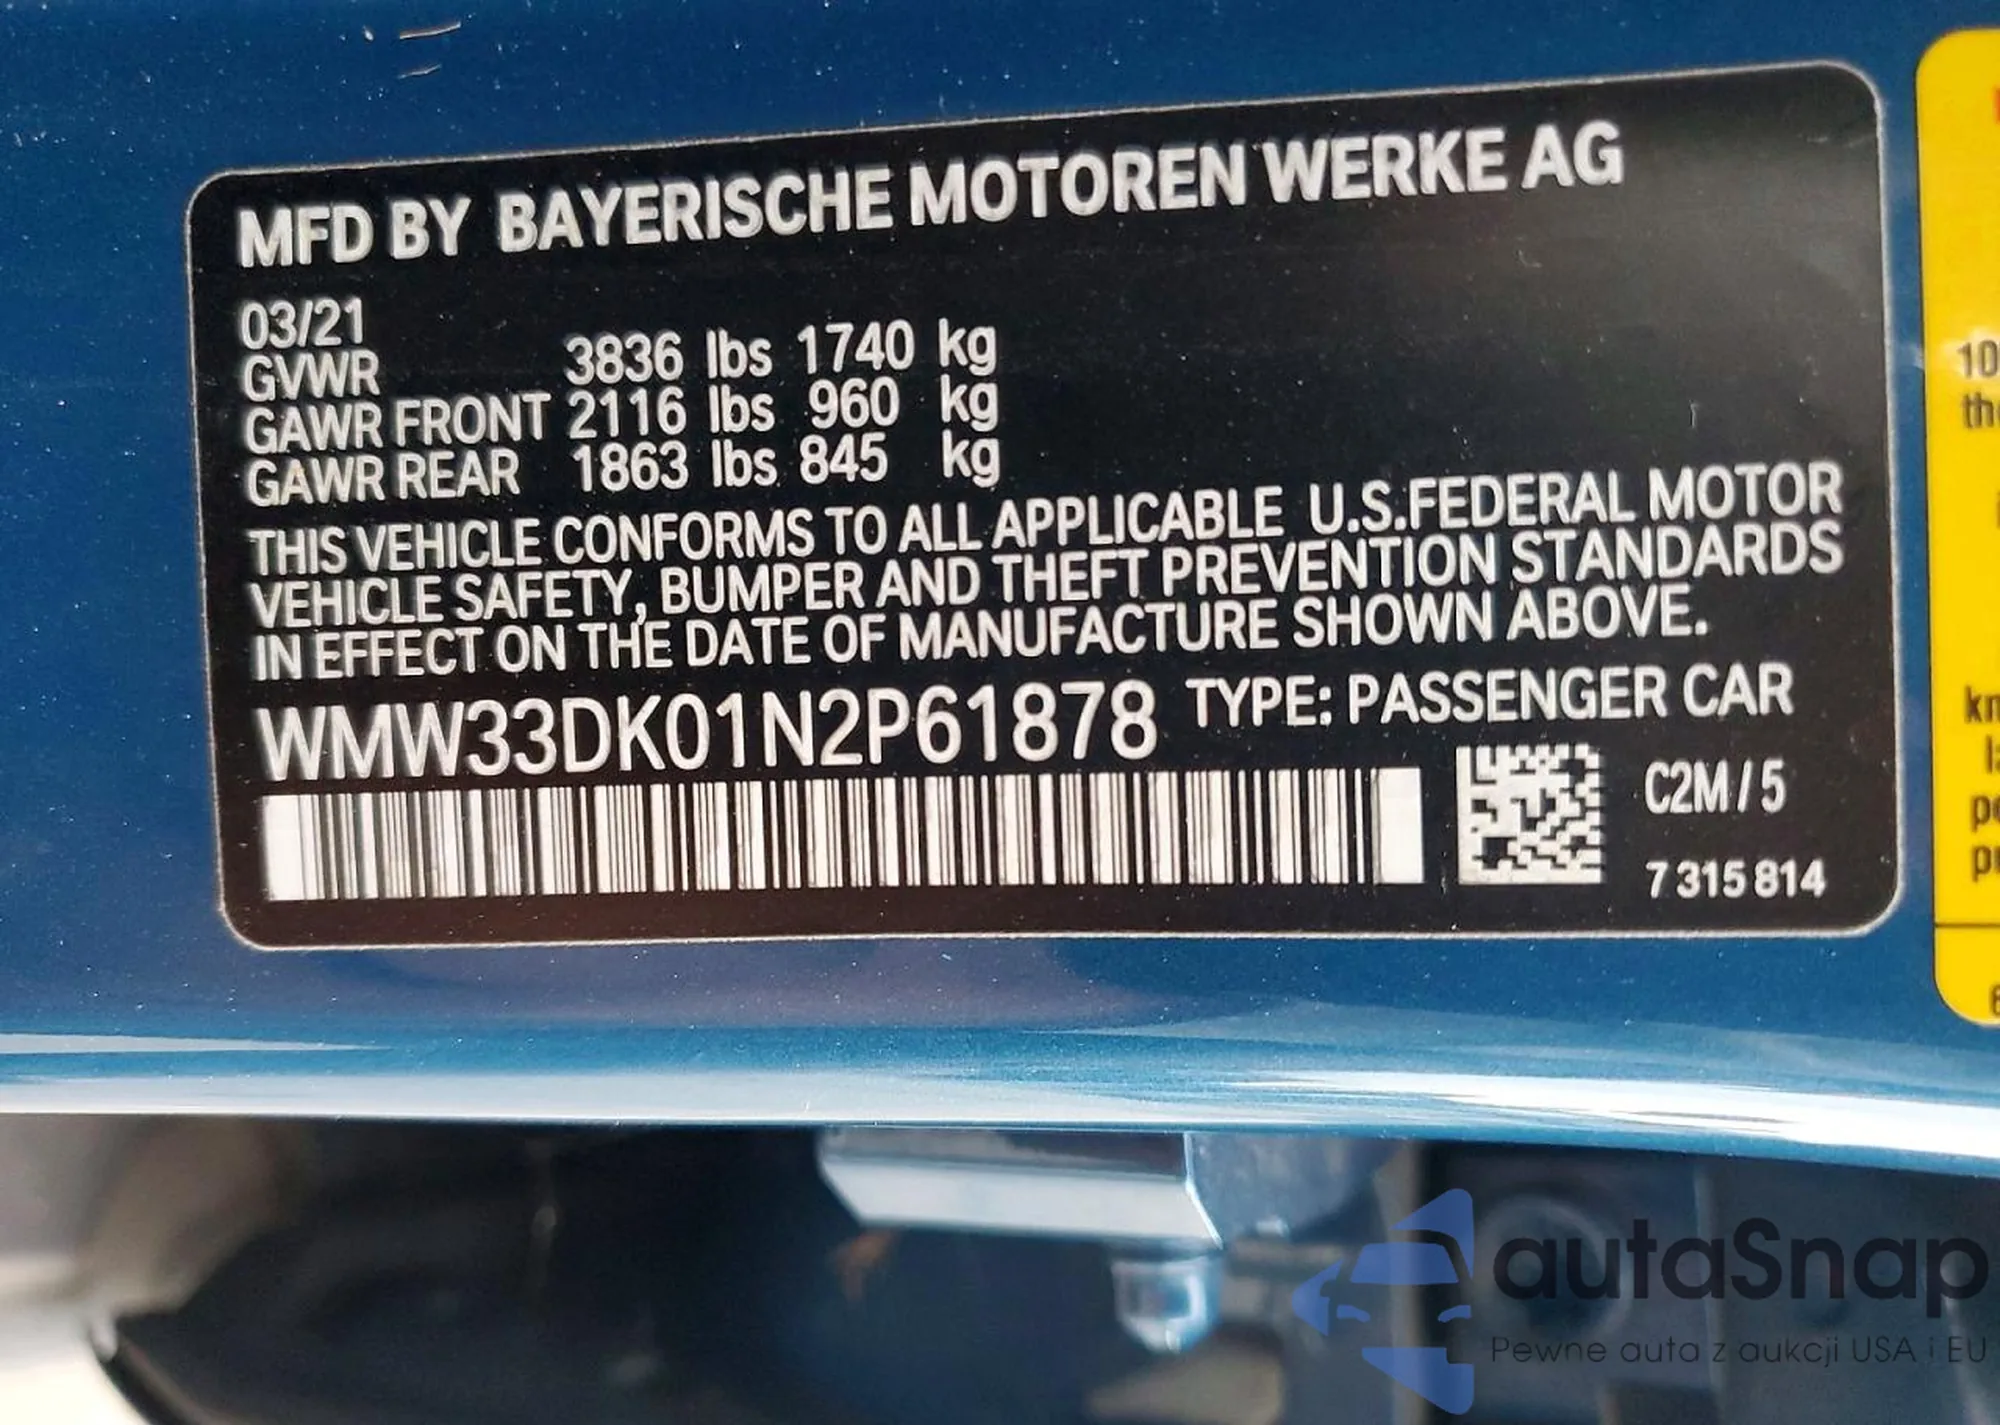 MFD BY BAYERISCHE MOTOREN WERKE AG
03/21
GVWR 3836 lbs 1740 kg
GAWR FRONT 2116 lbs 960 kg
GAWR REAR 1863 lbs 845 kg
THIS VEHICLE CONFORMS TO ALL APPLICABLE U.S.FEDERAL MOTOR
VEHICLE SAFETY, BUMPER AND THEFT PREVENTION STANDARDS
IN EFFECT ON THE DATE OF MANUFACTURE SHOWN ABOVE.
WMW33DK01N2P61878 TYPE: PASSENGER CAR
C2M / 5
7 315 814
autaSnap
Pewne auta z aukcji USA i EU